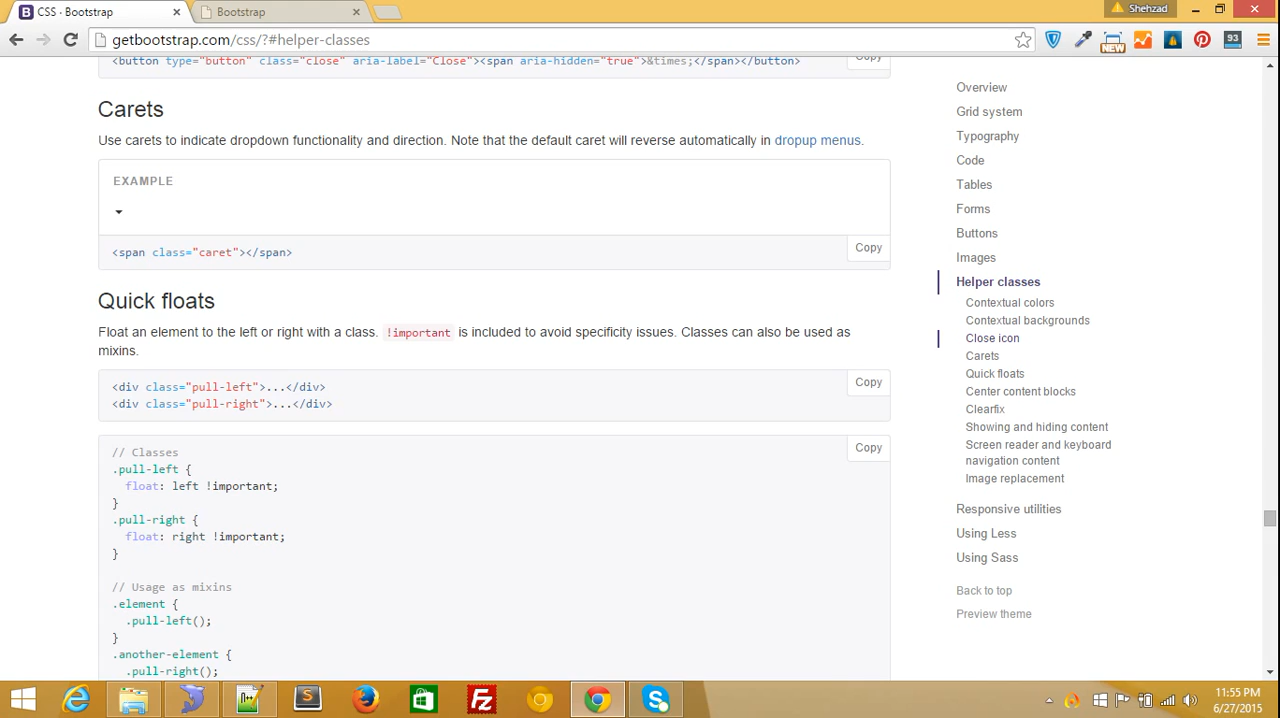 CSS · Bootstrap
Bootstrap
Shehzad
getbootstrap.com/css/?#helper-classes
NEW
93
<button type="button" class="close" aria-label="Close"><span aria-hidden="true">&times;</span></button>
Copy
Carets
Use carets to indicate dropdown functionality and direction. Note that the default caret will reverse automatically in dropup menus.
EXAMPLE
<span class="caret"></span>
Copy
Quick floats
Float an element to the left or right with a class. !important is included to avoid specificity issues. Classes can also be used as
mixins.
<div class="pull-left">...</div>
<div class="pull-right">...</div>
Copy
// Classes
.pull-left {
  float: left !important;
}
.pull-right {
  float: right !important;
}
// Usage as mixins
.element {
  .pull-left();
}
.another-element {
  .pull-right();
Copy
Overview
Grid system
Typography
Code
Tables
Forms
Buttons
Images
Helper classes
Contextual colors
Contextual backgrounds
Close icon
Carets
Quick floats
Center content blocks
Clearfix
Showing and hiding content
Screen reader and keyboard
navigation content
Image replacement
Responsive utilities
Using Less
Using Sass
Back to top
Preview theme
11:55 PM
6/27/2015